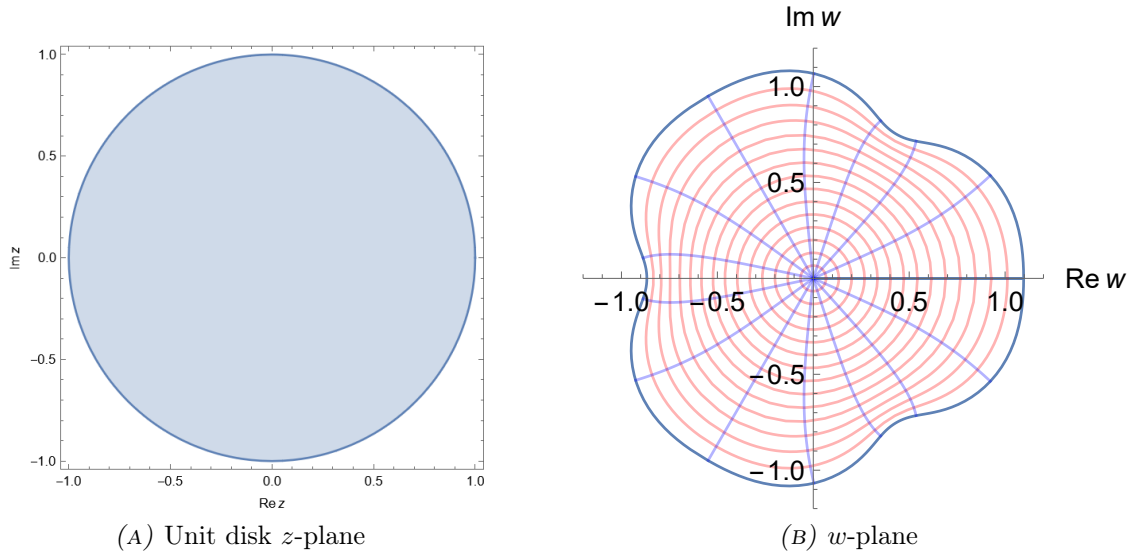 Im w
1.0
0.5
0.0
−0.5
−1.0
Im z
−1.0 −0.5 0.0 0.5 1.0
Re z
1.0
0.5
−1.0 −0.5 0.5 1.0 Re w
−0.5
−1.0
(A) Unit disk z-plane
(B) w-plane